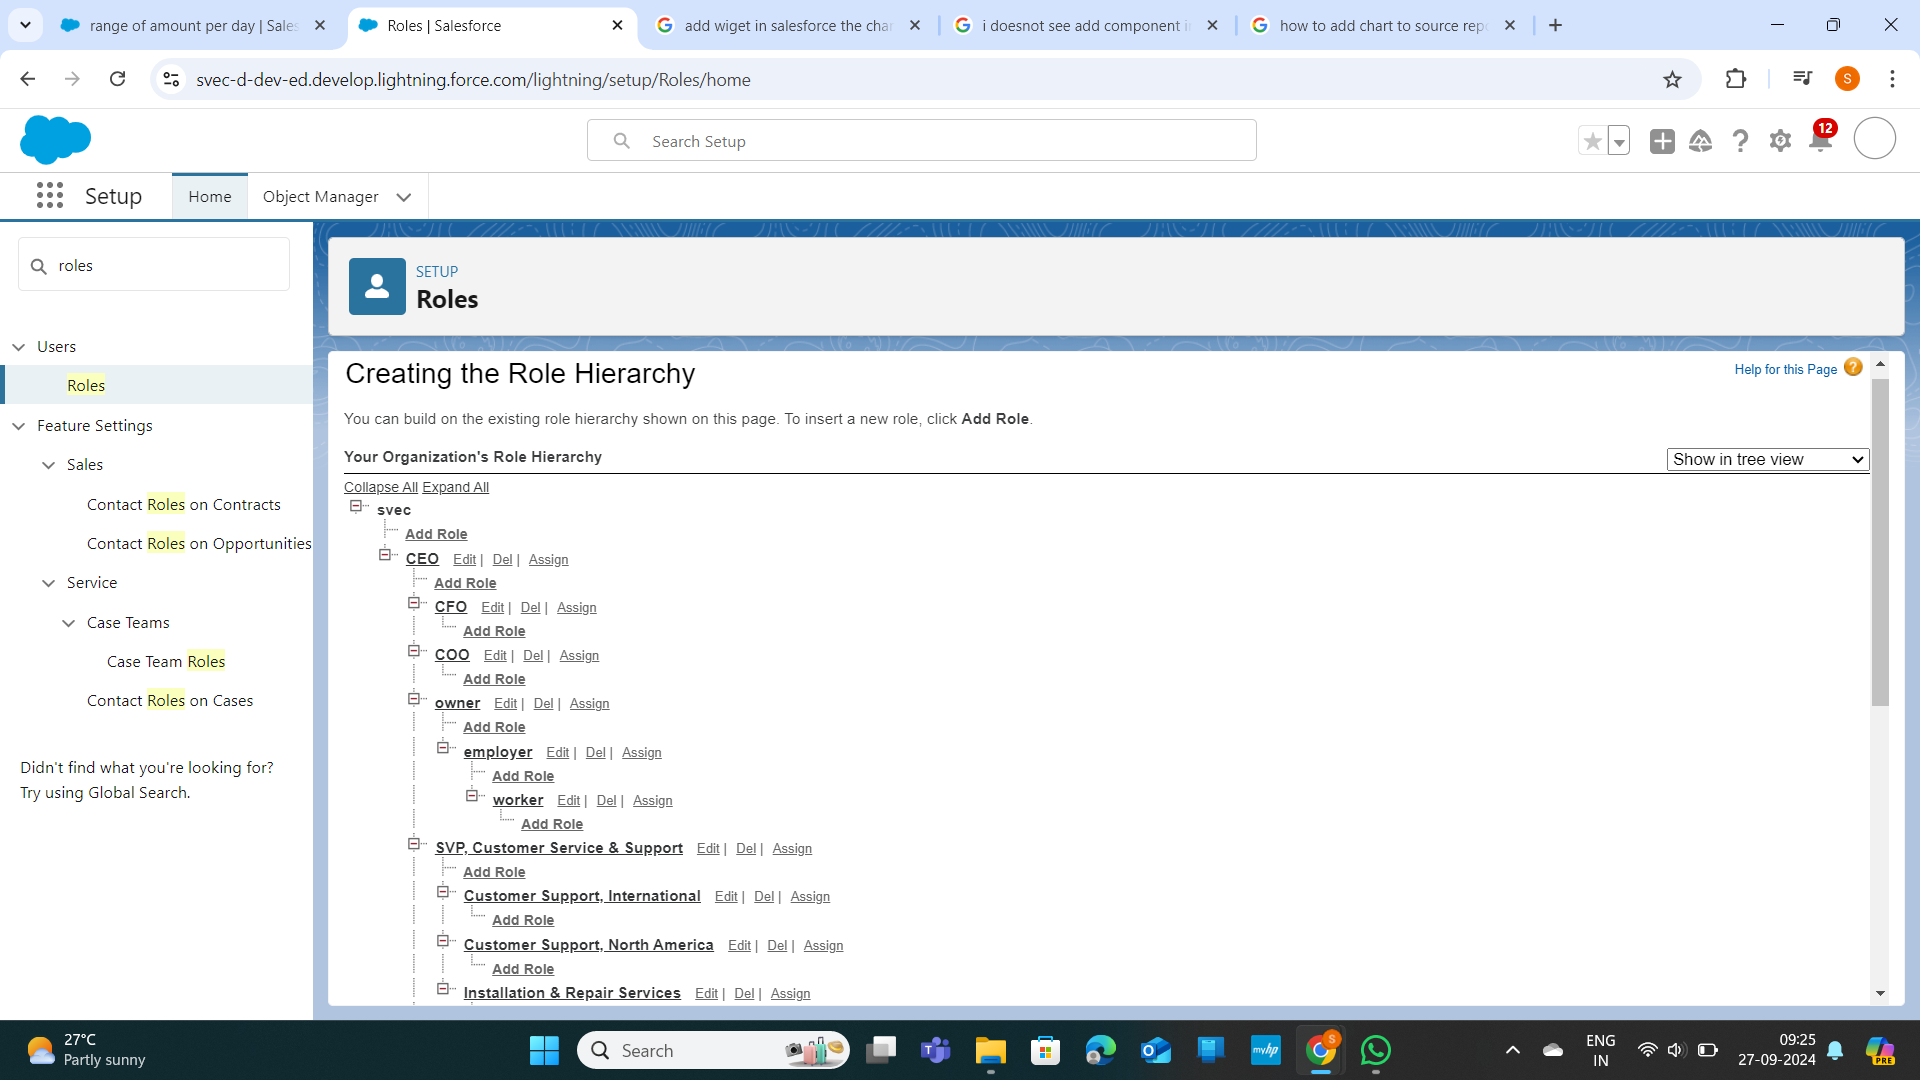 range of amount per day | Sales
Roles | Salesforce
add wiget in salesforce the char
i doesnot see add component i
how to add chart to source repo
svec-d-dev-ed.develop.lightning.force.com/lightning/setup/Roles/home
S
Search Setup
12
Setup
Home
Object Manager
roles
Users
Roles
Feature Settings
Sales
Contact Roles on Contracts
Contact Roles on Opportunities
Service
Case Teams
Case Team Roles
Contact Roles on Cases
Didn't find what you're looking for?
Try using Global Search.
SETUP
Roles
Creating the Role Hierarchy
Help for this Page ?
You can build on the existing role hierarchy shown on this page. To insert a new role, click Add Role.
Your Organization's Role Hierarchy
Show in tree view
Collapse All Expand All
svec
Add Role
CEO Edit | Del | Assign
Add Role
CFO Edit | Del | Assign
Add Role
COO Edit | Del | Assign
Add Role
owner Edit | Del | Assign
Add Role
employer Edit | Del | Assign
Add Role
worker Edit | Del | Assign
Add Role
SVP, Customer Service & Support Edit | Del | Assign
Add Role
Customer Support, International Edit | Del | Assign
Add Role
Customer Support, North America Edit | Del | Assign
Add Role
Installation & Repair Services Edit | Del | Assign
27°C
Partly sunny
Search
myhp
S
ENG
IN
09:25
27-09-2024
PRE